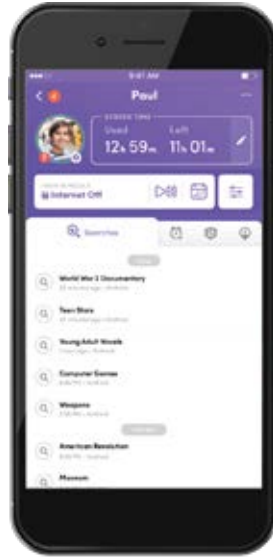 9:41 AM
Paul
SCREEN TIME
Used Left
12h 59m 11h 01m
Internet Off
Searches
World War 2 Documentary
Teen Stars
Young Adult Novels
Computer Games
Weapons
American Revolution
Museum